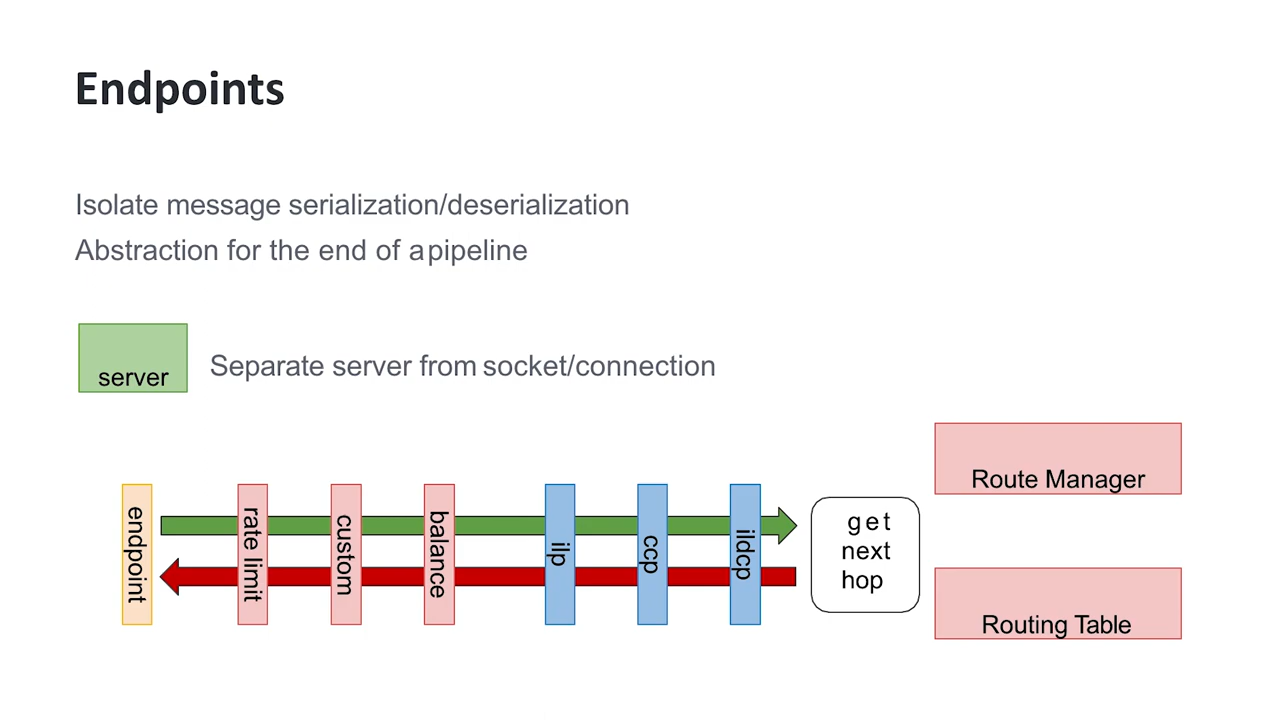 Endpoints
Isolate message serialization/deserialization
Abstraction for the end of a pipeline
server
Separate server from socket/connection
endpoint
rate limit
custom
balance
ilp
ccp
ildcp
get
next
hop
Route Manager
Routing Table